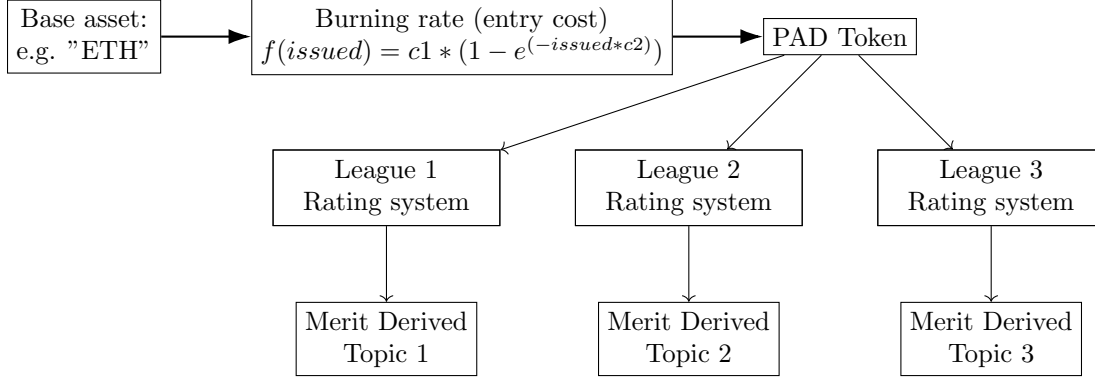 Base asset:
e.g. "ETH"
Burning rate (entry cost)
f(issued) = c1 ∗ (1 − e^{(−issued∗c2)})
PAD Token
League 1
Rating system
League 2
Rating system
League 3
Rating system
Merit Derived
Topic 1
Merit Derived
Topic 2
Merit Derived
Topic 3